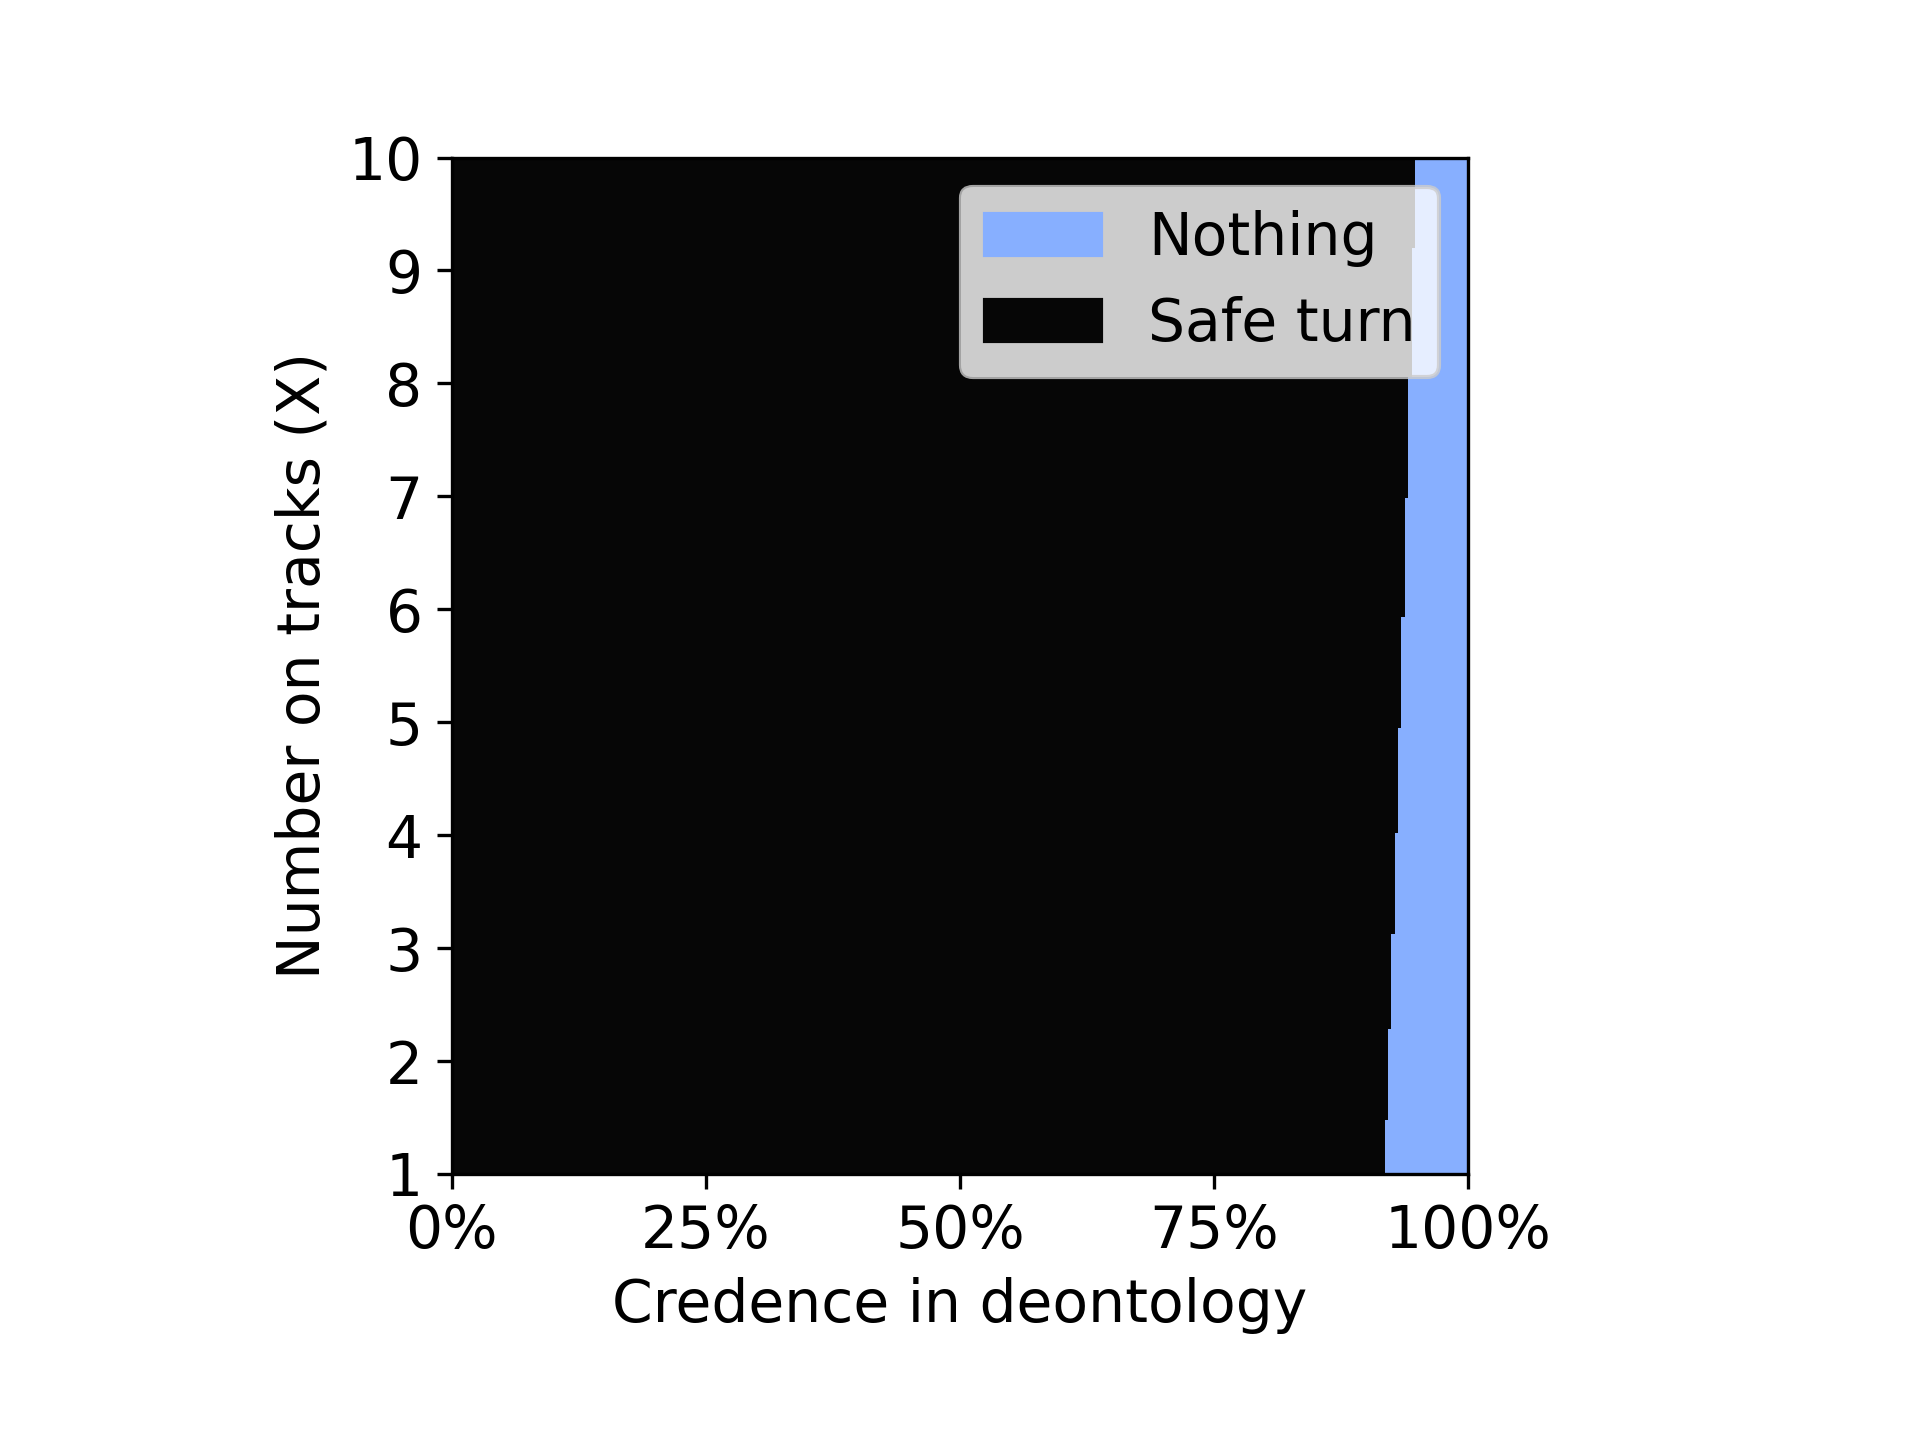 10
9
8
7
6
5
4
3
2
1
Number on tracks (X)
Nothing
Safe turn
0% 25% 50% 75% 100%
Credence in deontology